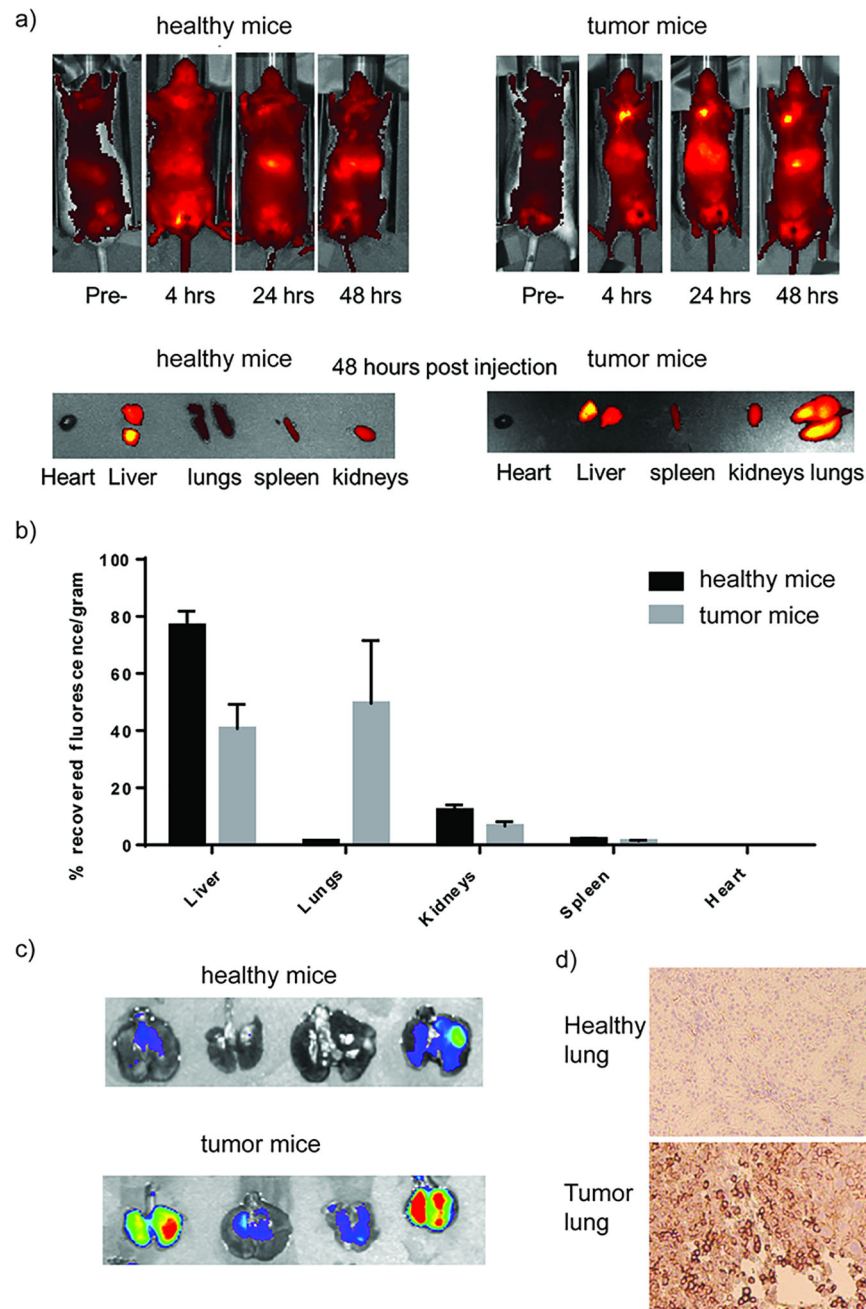 a)
healthy mice
tumor mice
Pre-
4 hrs
24 hrs
48 hrs
Pre-
4 hrs
24 hrs
48 hrs
healthy mice
48 hours post injection
tumor mice
Heart
Liver
lungs
spleen
kidneys
Heart
Liver
spleen
kidneys
lungs
b)
% recovered fluorescence/gram
100
80
60
40
20
0
healthy mice
tumor mice
Liver
Lungs
Kidneys
Spleen
Heart
c)
healthy mice
tumor mice
d)
Healthy
lung
Tumor
lung